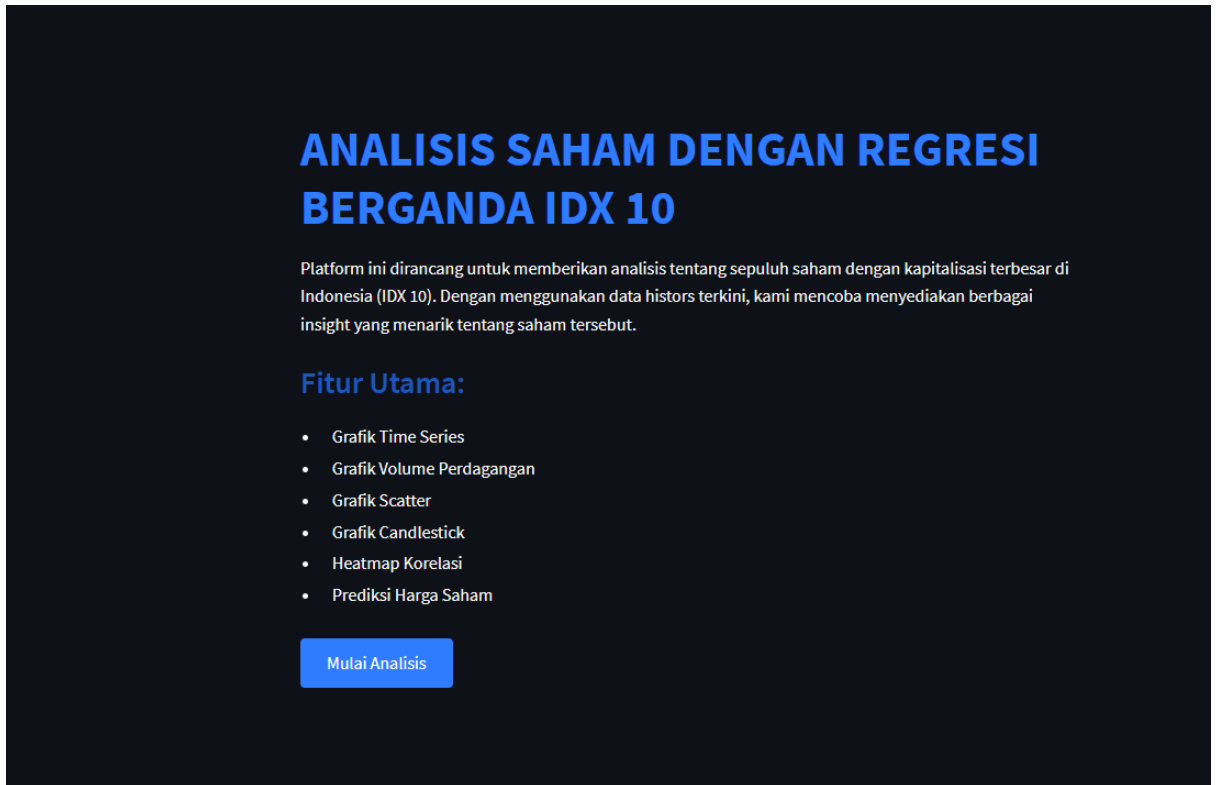 ANALISIS SAHAM DENGAN REGRESI
BERGANDA IDX 10
Platform ini dirancang untuk memberikan analisis tentang sepuluh saham dengan kapitalisasi terbesar di
Indonesia (IDX 10). Dengan menggunakan data histors terkini, kami mencoba menyediakan berbagai
insight yang menarik tentang saham tersebut.
Fitur Utama:
• Grafik Time Series
• Grafik Volume Perdagangan
• Grafik Scatter
• Grafik Candlestick
• Heatmap Korelasi
• Prediksi Harga Saham
Mulai Analisis